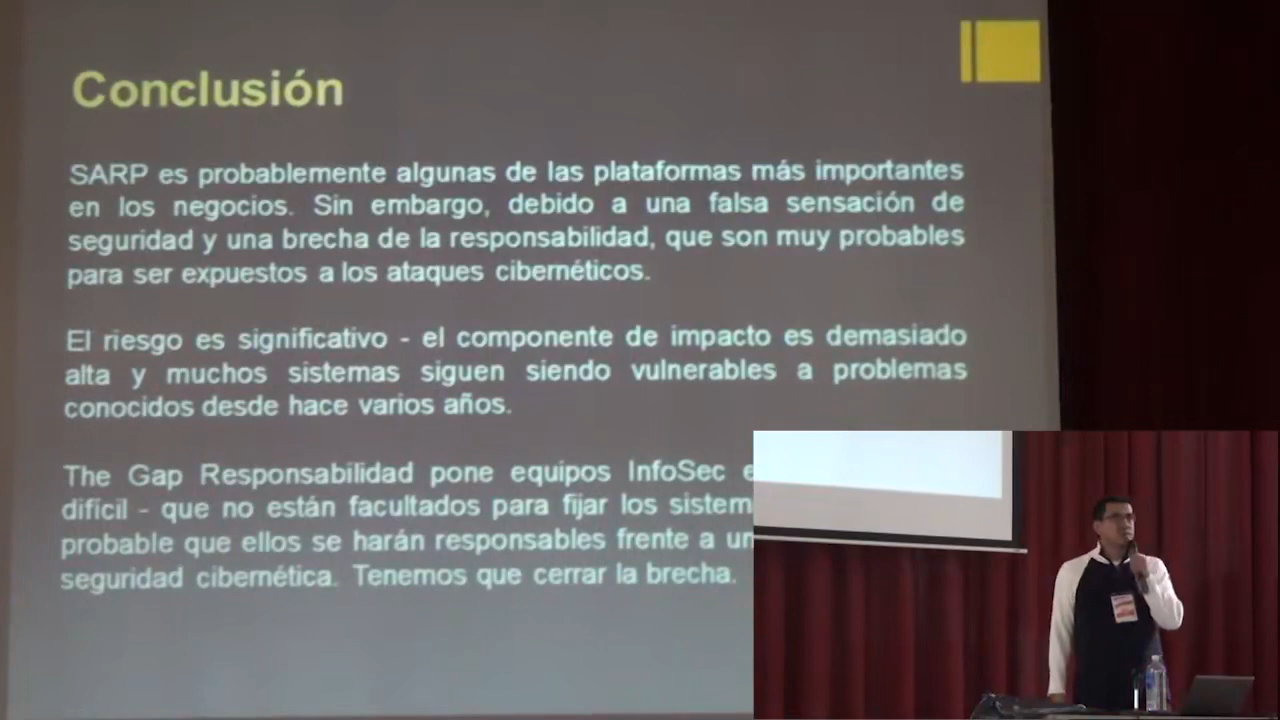 Conclusión
SARP es probablemente algunas de las plataformas más importantes
en los negocios. Sin embargo, debido a una falsa sensación de
seguridad y una brecha de la responsabilidad, que son muy probables
para ser expuestos a los ataques cibernéticos.
El riesgo es significativo - el componente de impacto es demasiado
alta y muchos sistemas siguen siendo vulnerables a problemas
conocidos desde hace varios años.
The Gap Responsabilidad pone equipos InfoSec
difícil - que no están facultados para fijar los
probable que ellos se harán responsables frente a
seguridad cibernética. Tenemos que cerrar la brecha.